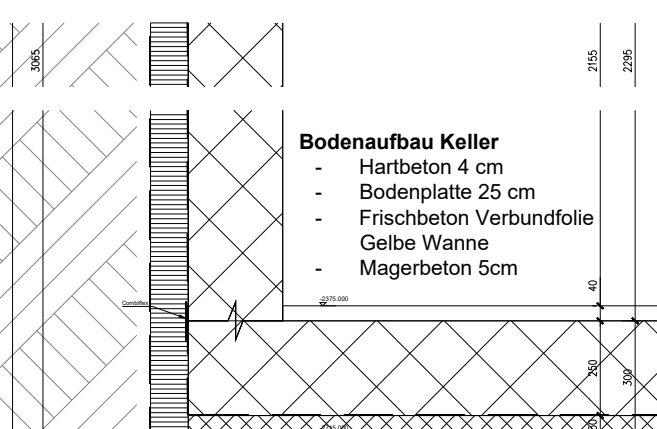 3065
2155
2295
Bodenaufbau Keller
- Hartbeton 4 cm
- Bodenplatte 25 cm
- Frischbeton Verbundfolie
Gelbe Wanne
- Magerbeton 5cm
40
Combiflex
-2375.000
250
300